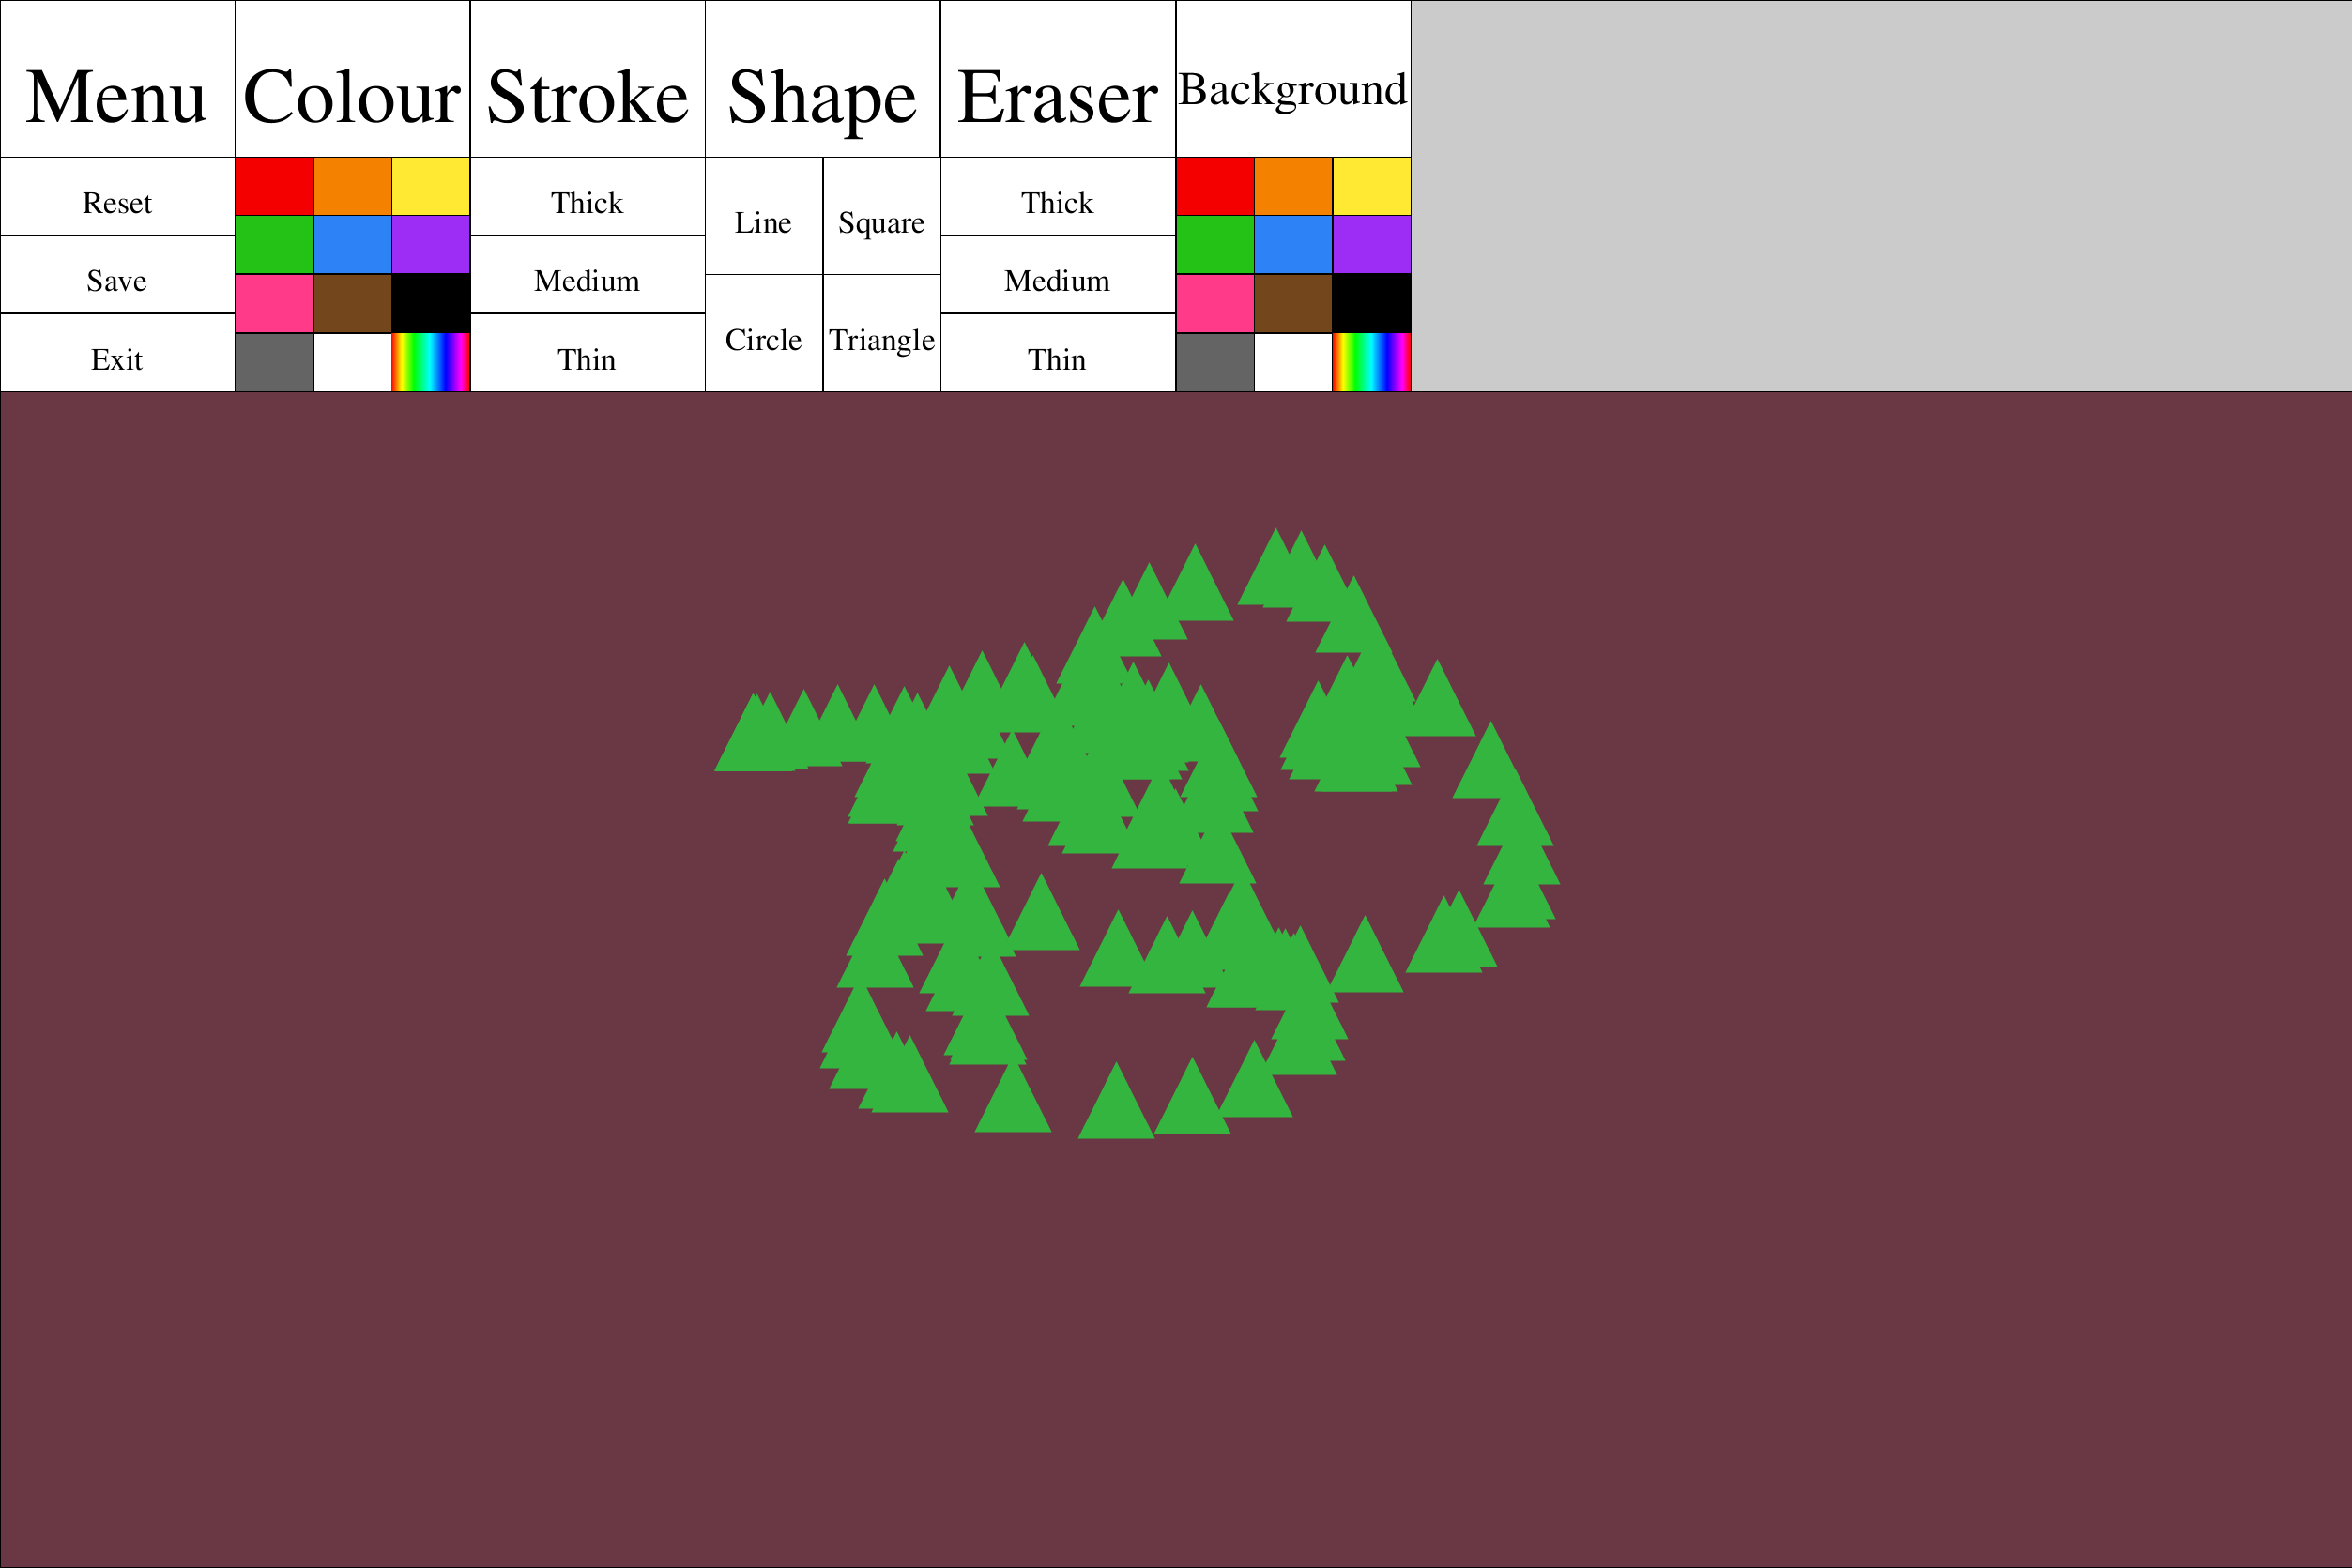 Menu Colour Stroke Shape Eraser Background
Reset Thick Line Square Thick
Save Medium Medium
Exit Thin Circle Triangle Thin